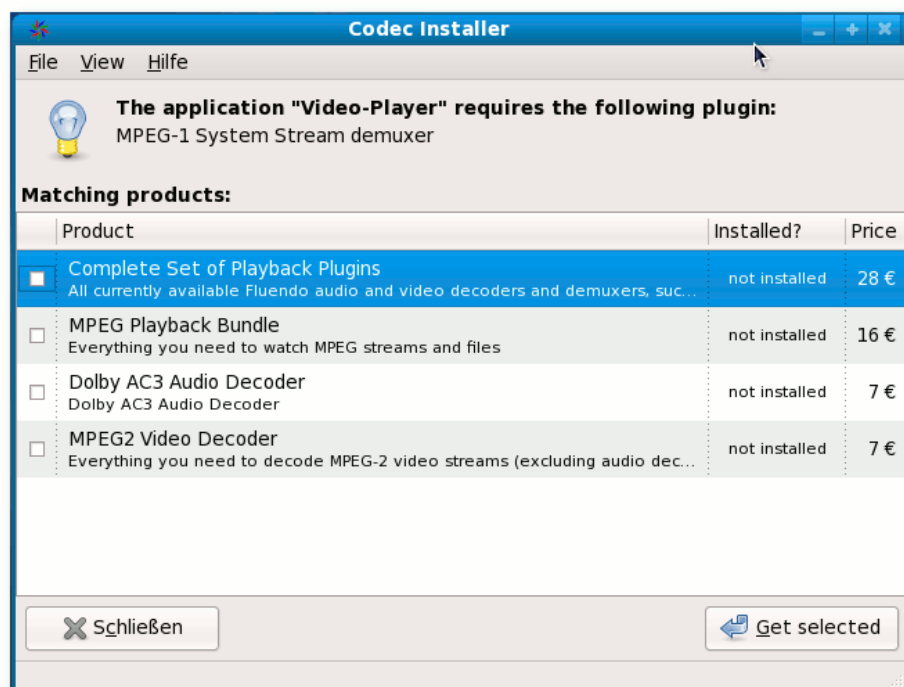 Codec Installer
File View Hilfe
The application "Video-Player" requires the following plugin:
MPEG-1 System Stream demuxer
Matching products:
Product Installed? Price
Complete Set of Playback Plugins
All currently available Fluendo audio and video decoders and demuxers, suc...
not installed 28 €
MPEG Playback Bundle
Everything you need to watch MPEG streams and files
not installed 16 €
Dolby AC3 Audio Decoder
Dolby AC3 Audio Decoder
not installed 7 €
MPEG2 Video Decoder
Everything you need to decode MPEG-2 video streams (excluding audio dec...
not installed 7 €
Schließen Get selected